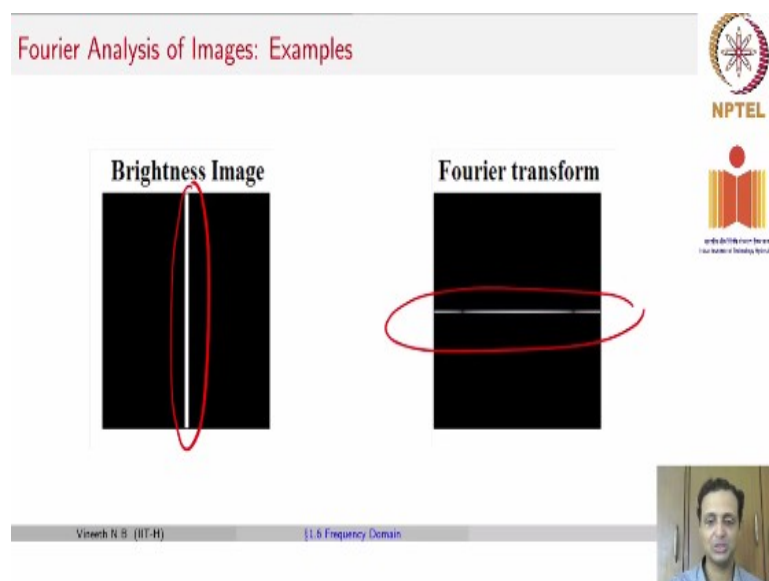 Fourier Analysis of Images: Examples
NPTEL
Brightness Image
Fourier transform
Vineeth N B (IIT-H)
§1.6 Frequency Domain